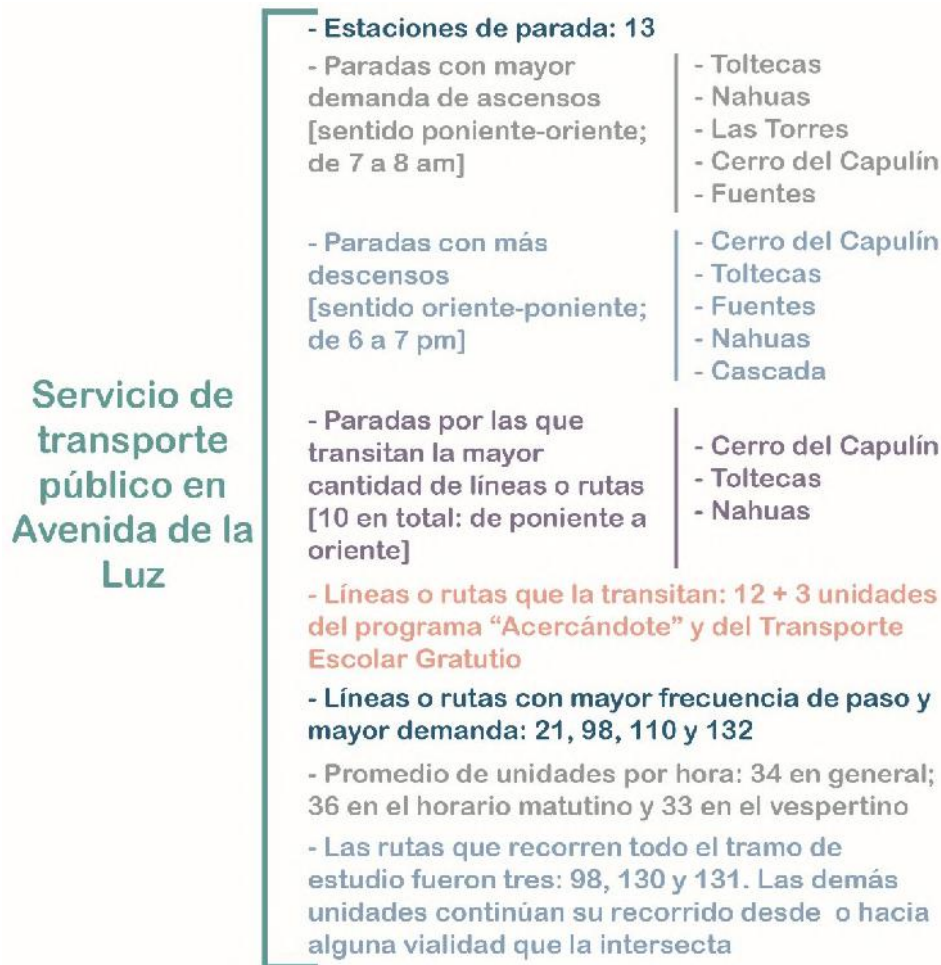 Servicio de
transporte
público en
Avenida de la
Luz
- Estaciones de parada: 13
- Paradas con mayor
demanda de ascensos
[sentido poniente-oriente;
de 7 a 8 am]
- Toltecas
- Nahuas
- Las Torres
- Cerro del Capulín
- Fuentes
- Paradas con más
descensos
[sentido oriente-poniente;
de 6 a 7 pm]
- Cerro del Capulín
- Toltecas
- Fuentes
- Nahuas
- Cascada
- Paradas por las que
transitan la mayor
cantidad de líneas o rutas
[10 en total: de poniente a
oriente]
- Cerro del Capulín
- Toltecas
- Nahuas
- Líneas o rutas que la transitan: 12 + 3 unidades
del programa “Acercándote” y del Transporte
Escolar Gratutio
- Líneas o rutas con mayor frecuencia de paso y
mayor demanda: 21, 98, 110 y 132
- Promedio de unidades por hora: 34 en general;
36 en el horario matutino y 33 en el vespertino
- Las rutas que recorren todo el tramo de
estudio fueron tres: 98, 130 y 131. Las demás
unidades continúan su recorrido desde o hacia
alguna vialidad que la intersecta